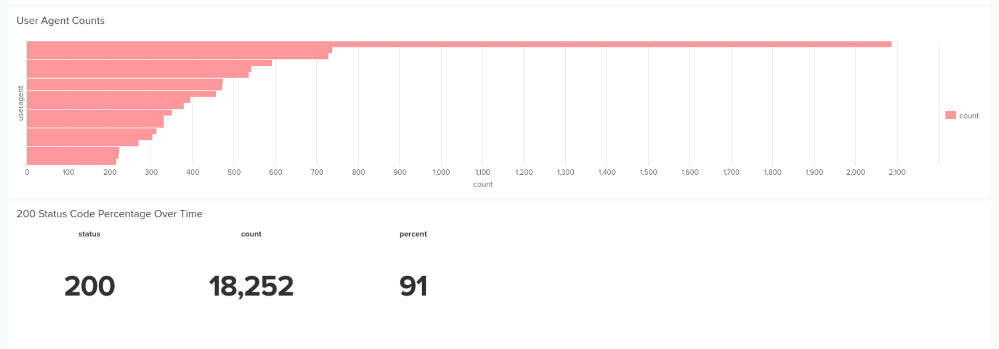 User Agent Counts
useragent
count
0 100 200 300 400 500 600 700 800 900 1,000 1,100 1,200 1,300 1,400 1,500 1,600 1,700 1,800 1,900 2,000 2,100
count
200 Status Code Percentage Over Time
status count percent
200 18,252 91